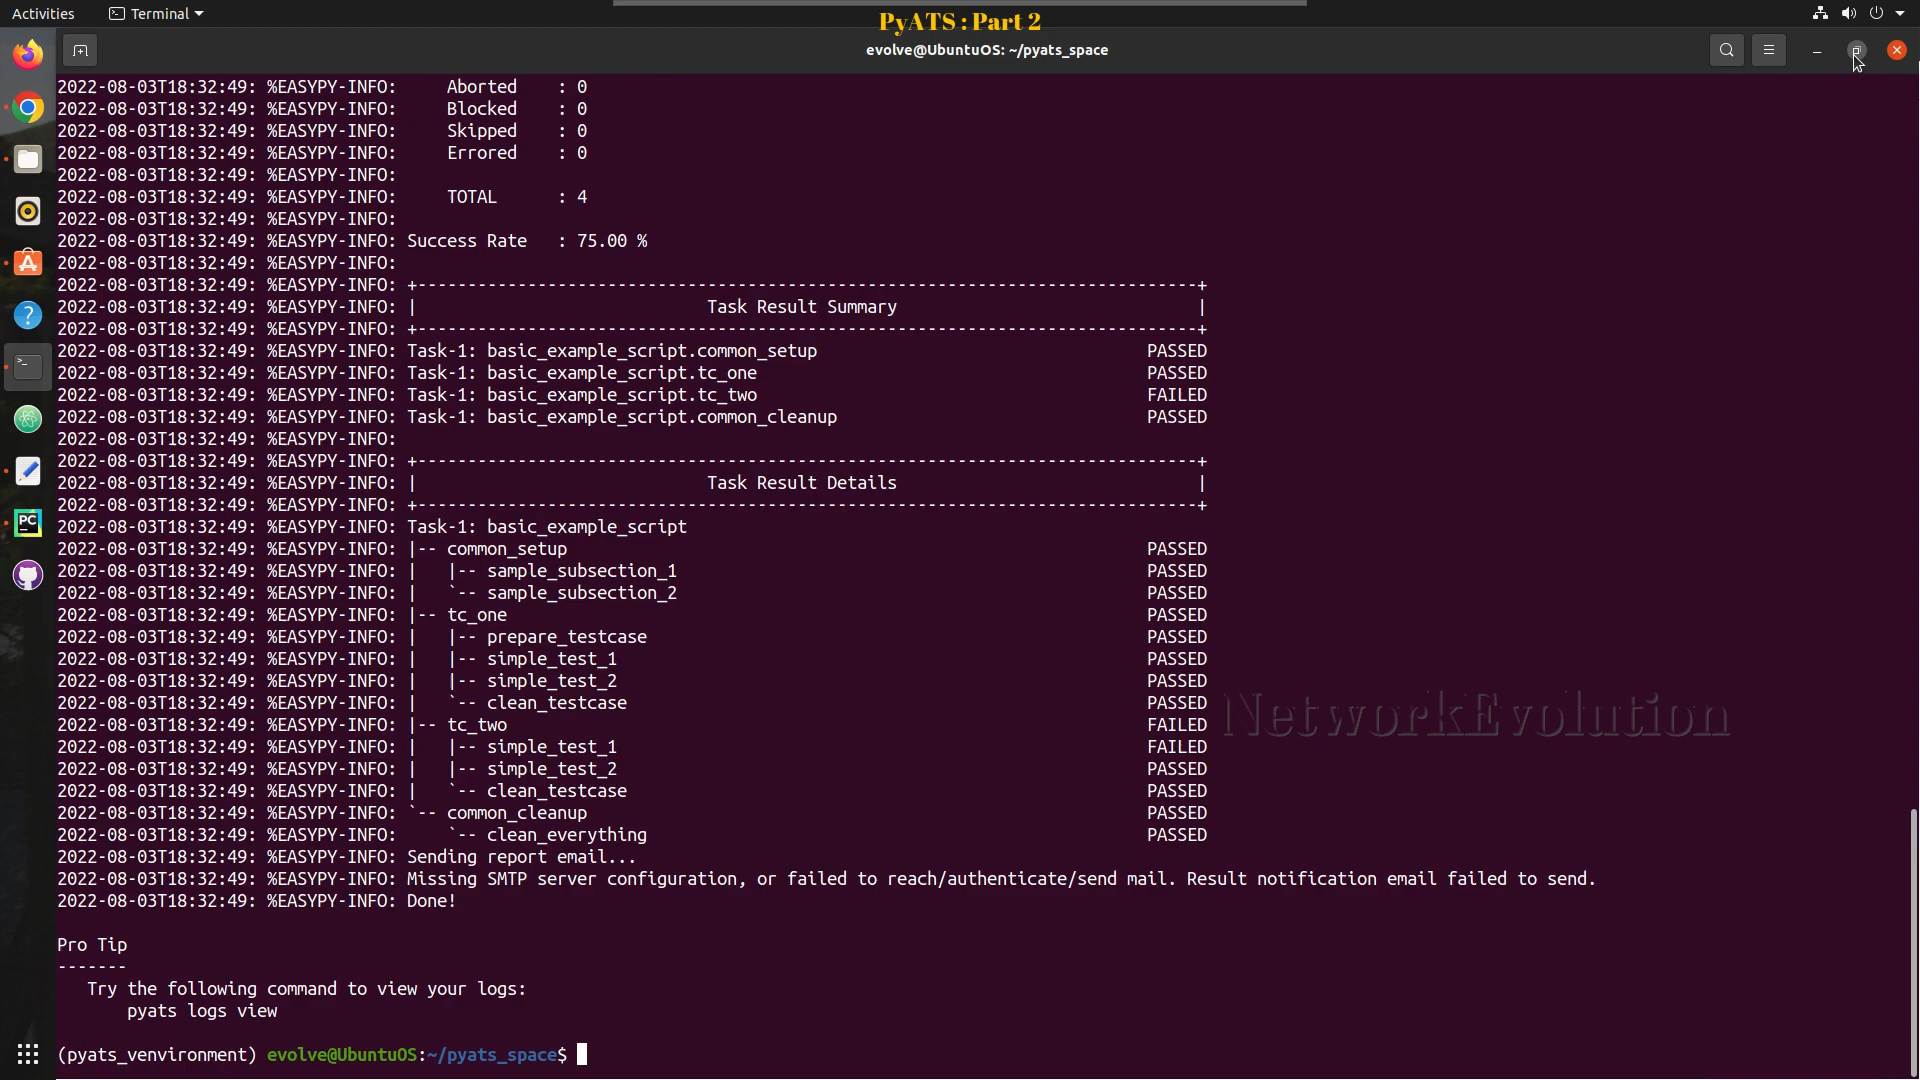 Activities
Terminal
PyATS : Part 2
evolve@UbuntuOS: ~/pyats_space
2022-08-03T18:32:49: %EASYPY-INFO:     Aborted    : 0
2022-08-03T18:32:49: %EASYPY-INFO:     Blocked    : 0
2022-08-03T18:32:49: %EASYPY-INFO:     Skipped    : 0
2022-08-03T18:32:49: %EASYPY-INFO:     Errored    : 0
2022-08-03T18:32:49: %EASYPY-INFO:
2022-08-03T18:32:49: %EASYPY-INFO:     TOTAL      : 4
2022-08-03T18:32:49: %EASYPY-INFO:
2022-08-03T18:32:49: %EASYPY-INFO: Success Rate   : 75.00 %
2022-08-03T18:32:49: %EASYPY-INFO:
2022-08-03T18:32:49: %EASYPY-INFO: +------------------------------------------------------------------------------+
2022-08-03T18:32:49: %EASYPY-INFO: |                             Task Result Summary                              |
2022-08-03T18:32:49: %EASYPY-INFO: +------------------------------------------------------------------------------+
2022-08-03T18:32:49: %EASYPY-INFO: Task-1: basic_example_script.common_setup                                 PASSED
2022-08-03T18:32:49: %EASYPY-INFO: Task-1: basic_example_script.tc_one                                       PASSED
2022-08-03T18:32:49: %EASYPY-INFO: Task-1: basic_example_script.tc_two                                       FAILED
2022-08-03T18:32:49: %EASYPY-INFO: Task-1: basic_example_script.common_cleanup                               PASSED
2022-08-03T18:32:49: %EASYPY-INFO:
2022-08-03T18:32:49: %EASYPY-INFO: +------------------------------------------------------------------------------+
2022-08-03T18:32:49: %EASYPY-INFO: |                             Task Result Details                              |
2022-08-03T18:32:49: %EASYPY-INFO: +------------------------------------------------------------------------------+
2022-08-03T18:32:49: %EASYPY-INFO: Task-1: basic_example_script
2022-08-03T18:32:49: %EASYPY-INFO: |-- common_setup                                                          PASSED
2022-08-03T18:32:49: %EASYPY-INFO: |   |-- sample_subsection_1                                               PASSED
2022-08-03T18:32:49: %EASYPY-INFO: |   `-- sample_subsection_2                                               PASSED
2022-08-03T18:32:49: %EASYPY-INFO: |-- tc_one                                                                PASSED
2022-08-03T18:32:49: %EASYPY-INFO: |   |-- prepare_testcase                                                  PASSED
2022-08-03T18:32:49: %EASYPY-INFO: |   |-- simple_test_1                                                     PASSED
2022-08-03T18:32:49: %EASYPY-INFO: |   |-- simple_test_2                                                     PASSED
2022-08-03T18:32:49: %EASYPY-INFO: |   `-- clean_testcase                                                    PASSED
NetworkEvolution
2022-08-03T18:32:49: %EASYPY-INFO: |-- tc_two                                                                FAILED
2022-08-03T18:32:49: %EASYPY-INFO: |   |-- simple_test_1                                                     FAILED
2022-08-03T18:32:49: %EASYPY-INFO: |   |-- simple_test_2                                                     PASSED
2022-08-03T18:32:49: %EASYPY-INFO: |   `-- clean_testcase                                                    PASSED
2022-08-03T18:32:49: %EASYPY-INFO: `-- common_cleanup                                                        PASSED
2022-08-03T18:32:49: %EASYPY-INFO:     `-- clean_everything                                                  PASSED
2022-08-03T18:32:49: %EASYPY-INFO: Sending report email...
2022-08-03T18:32:49: %EASYPY-INFO: Missing SMTP server configuration, or failed to reach/authenticate/send mail. Result notification email failed to send.
2022-08-03T18:32:49: %EASYPY-INFO: Done!
Pro Tip
-------
   Try the following command to view your logs:
       pyats logs view
(pyats_venvironment) evolve@UbuntuOS:~/pyats_space$
PC